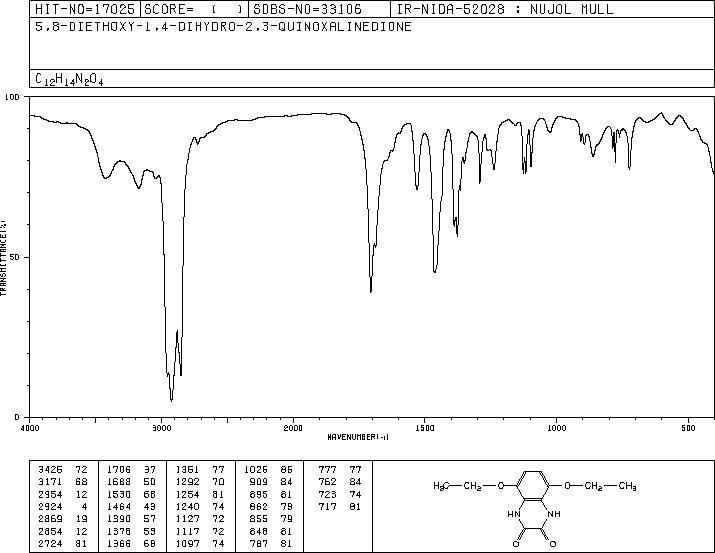 HIT-NO=17025 SCORE= ( ) SDBS-NO=33106 IR-NIDA-52028 : NUJOL MULL
5,8-DIETHOXY-1,4-DIHYDRO-2,3-QUINOXALINEDIONE
C12H14N2O4
100
50
0
TRANSMITTANCE(%)
4000 3000 2000 1500 1000 500
WAVENUMBER(-1)
3425 72 1706 37 1351 77 1026 86 777 77
3171 68 1688 50 1292 70 909 84 762 84
2954 12 1530 68 1254 81 895 81 723 74
2924 4 1464 43 1240 74 862 79 717 81
2869 19 1390 57 1127 72 855 79
2854 12 1378 53 1117 72 848 81
2724 81 1366 68 1097 74 787 81
H3C CH2 O O CH2 CH3
HN NH
O O